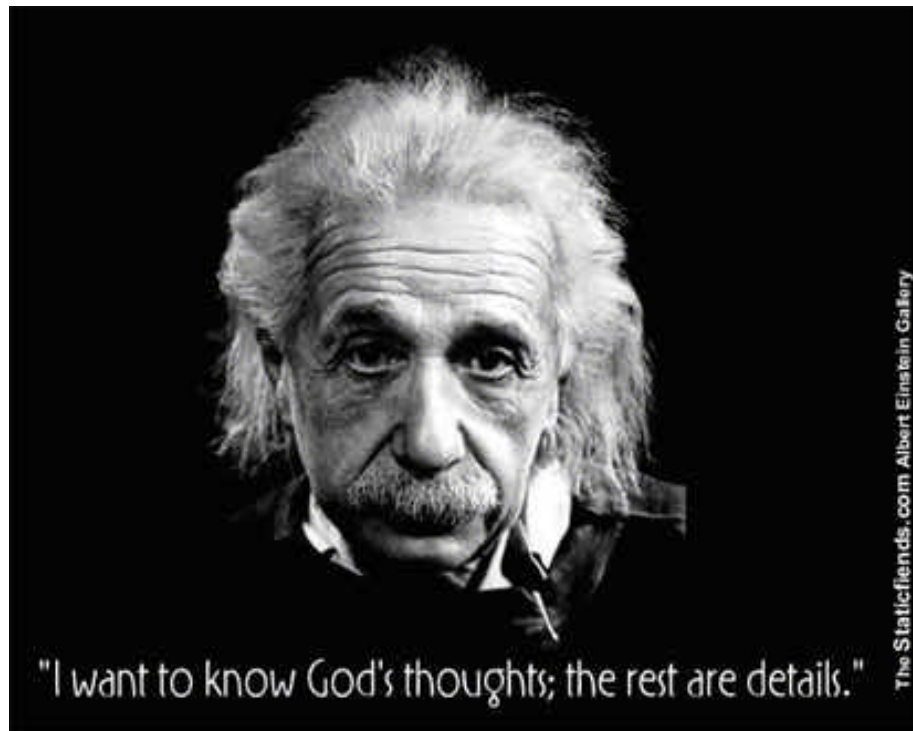 "I want to know God's thoughts; the rest are details."
The Staticfiends.com Albert Einstein Gallery